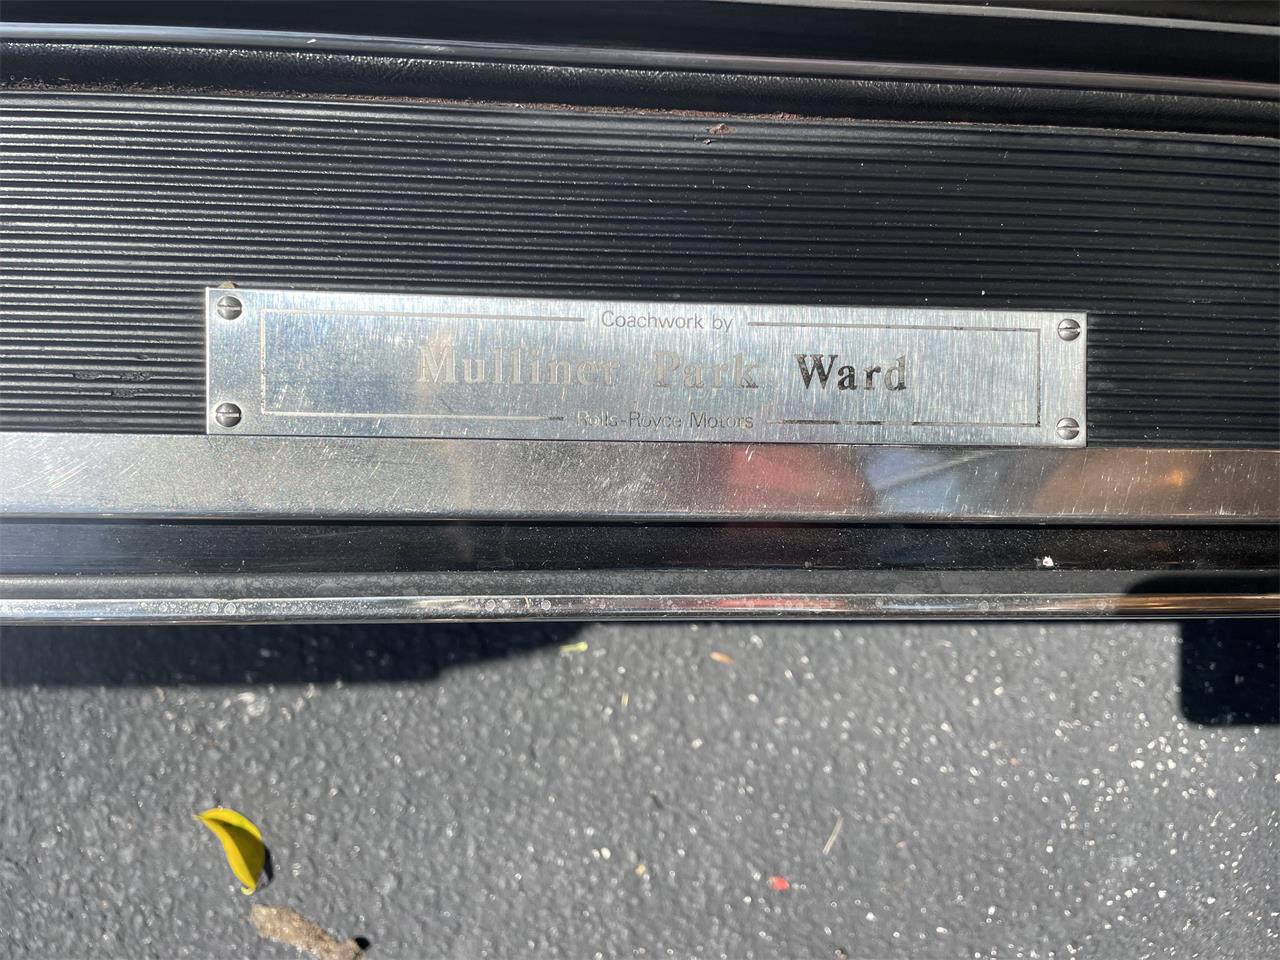 Coachwork by
Mulliner Park Ward
Rolls-Royce Motors